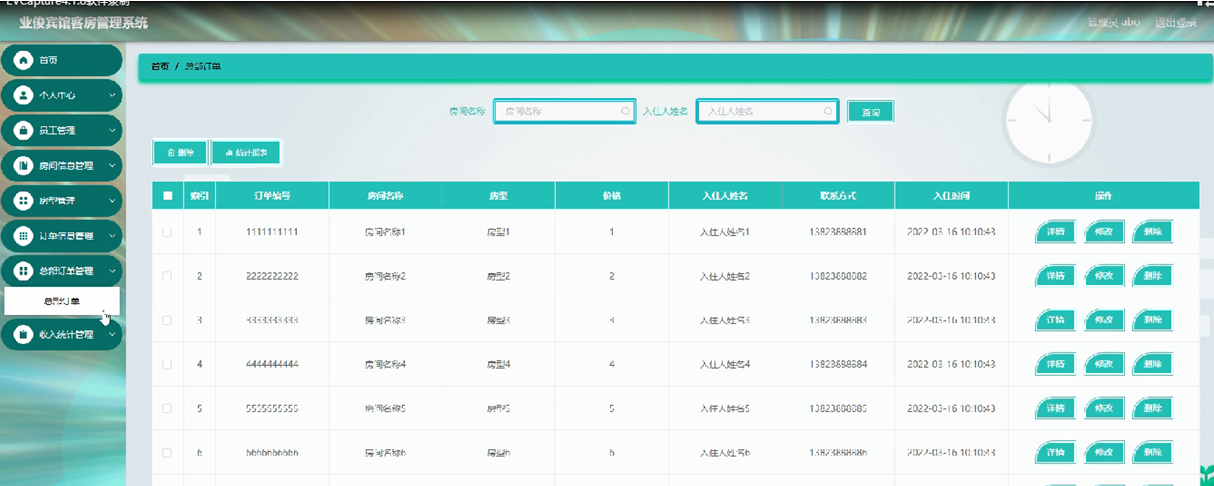 EVCapture4.1.8软件录制
业俊宾馆客房管理系统
管理员 abo 退出登录
首页
个人中心
员工管理
房间信息管理
房型管理
订单信息管理
总部订单管理
总部订单
收入统计管理
首页 / 总部订单
房间名称 房间名称 入住人姓名 入住人姓名 查询
删除 统计报表
索引 订单编号 房间名称 房型 价格 入住人姓名 联系方式 入住时间 操作
1 1111111111 房间名称1 房型1 1 入住人姓名1 13823888881 2022-03-16 10:10:43 详情 修改 删除
2 2222222222 房间名称2 房型2 2 入住人姓名2 13823888882 2022-03-16 10:10:43 详情 修改 删除
3 3333333333 房间名称3 房型3 3 入住人姓名3 13823888883 2022-03-16 10:10:43 详情 修改 删除
4 4444444444 房间名称4 房型4 4 入住人姓名4 13823888884 2022-03-16 10:10:43 详情 修改 删除
5 5555555555 房间名称5 房型5 5 入住人姓名5 13823888885 2022-03-16 10:10:43 详情 修改 删除
6 6666666666 房间名称6 房型6 6 入住人姓名6 13823888886 2022-03-16 10:10:43 详情 修改 删除